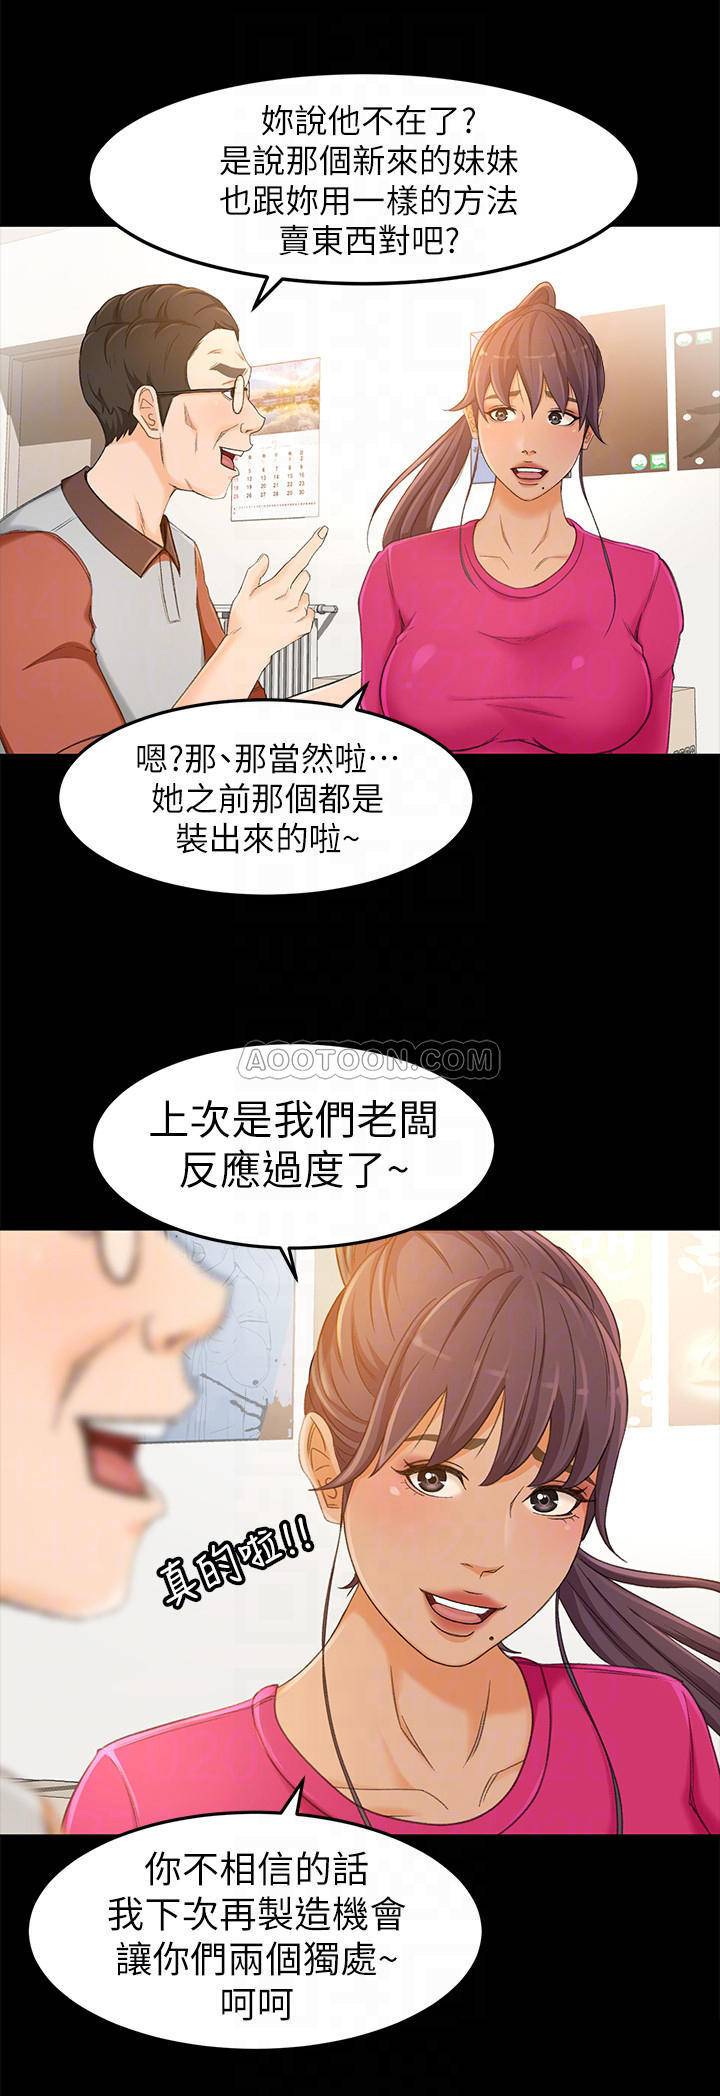 妳說他不在了?
是說那個新來的妹妹
也跟妳用一樣的方法
賣東西對吧?
嗯?那、那當然啦…
她之前那個都是
裝出來的啦~
AOOTOON.COM
上次是我們老闆
反應過度了~
真的啦!!
你不相信的話
我下次再製造機會
讓你們兩個獨處~
呵呵